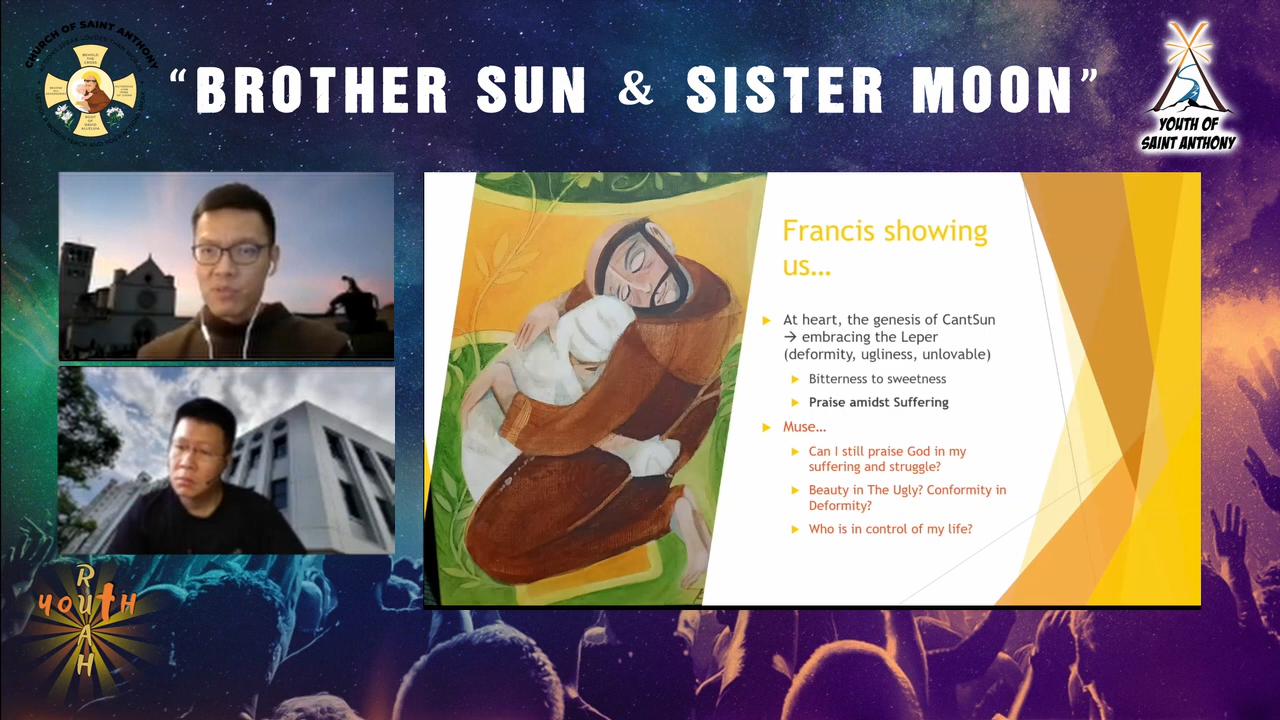 CHURCH OF SAINT ANTHONY
“BROTHER SUN & SISTER MOON”
YOUTH OF
SAINT ANTHONY
Francis showing
us...
At heart, the genesis of CantSun
→ embracing the Leper
(deformity, ugliness, unlovable)
Bitterness to sweetness
Praise amidst Suffering
Muse...
Can I still praise God in my
suffering and struggle?
Beauty in The Ugly? Conformity in
Deformity?
Who is in control of my life?
YOUTH
RUAH